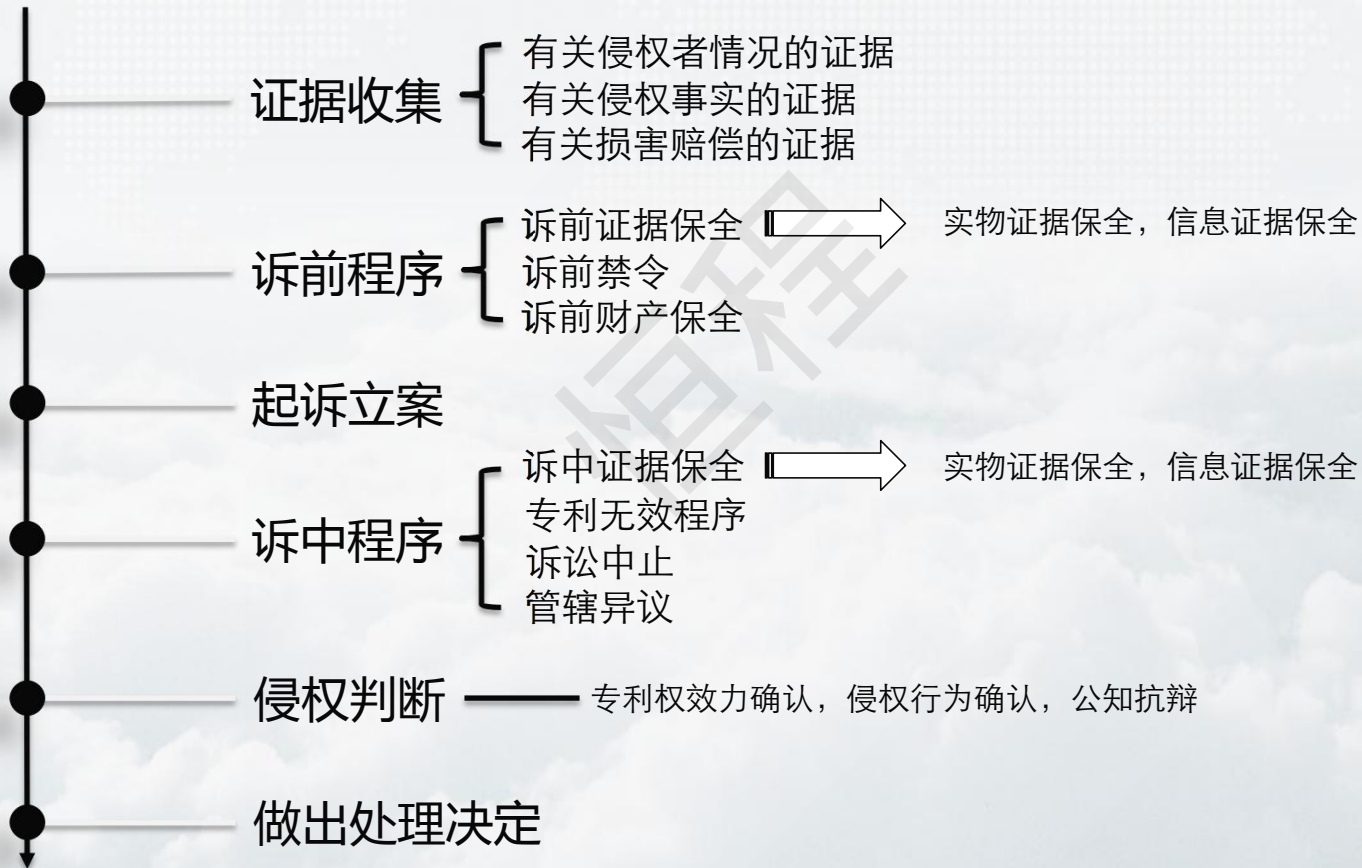 有关侵权者情况的证据
证据收集
有关侵权事实的证据
有关损害赔偿的证据
诉前证据保全
实物证据保全，信息证据保全
诉前程序
诉前禁令
诉前财产保全
起诉立案
诉中证据保全
实物证据保全，信息证据保全
诉中程序
专利无效程序
诉讼中止
管辖异议
侵权判断
专利权效力确认，侵权行为确认，公知抗辩
做出处理决定
恒程